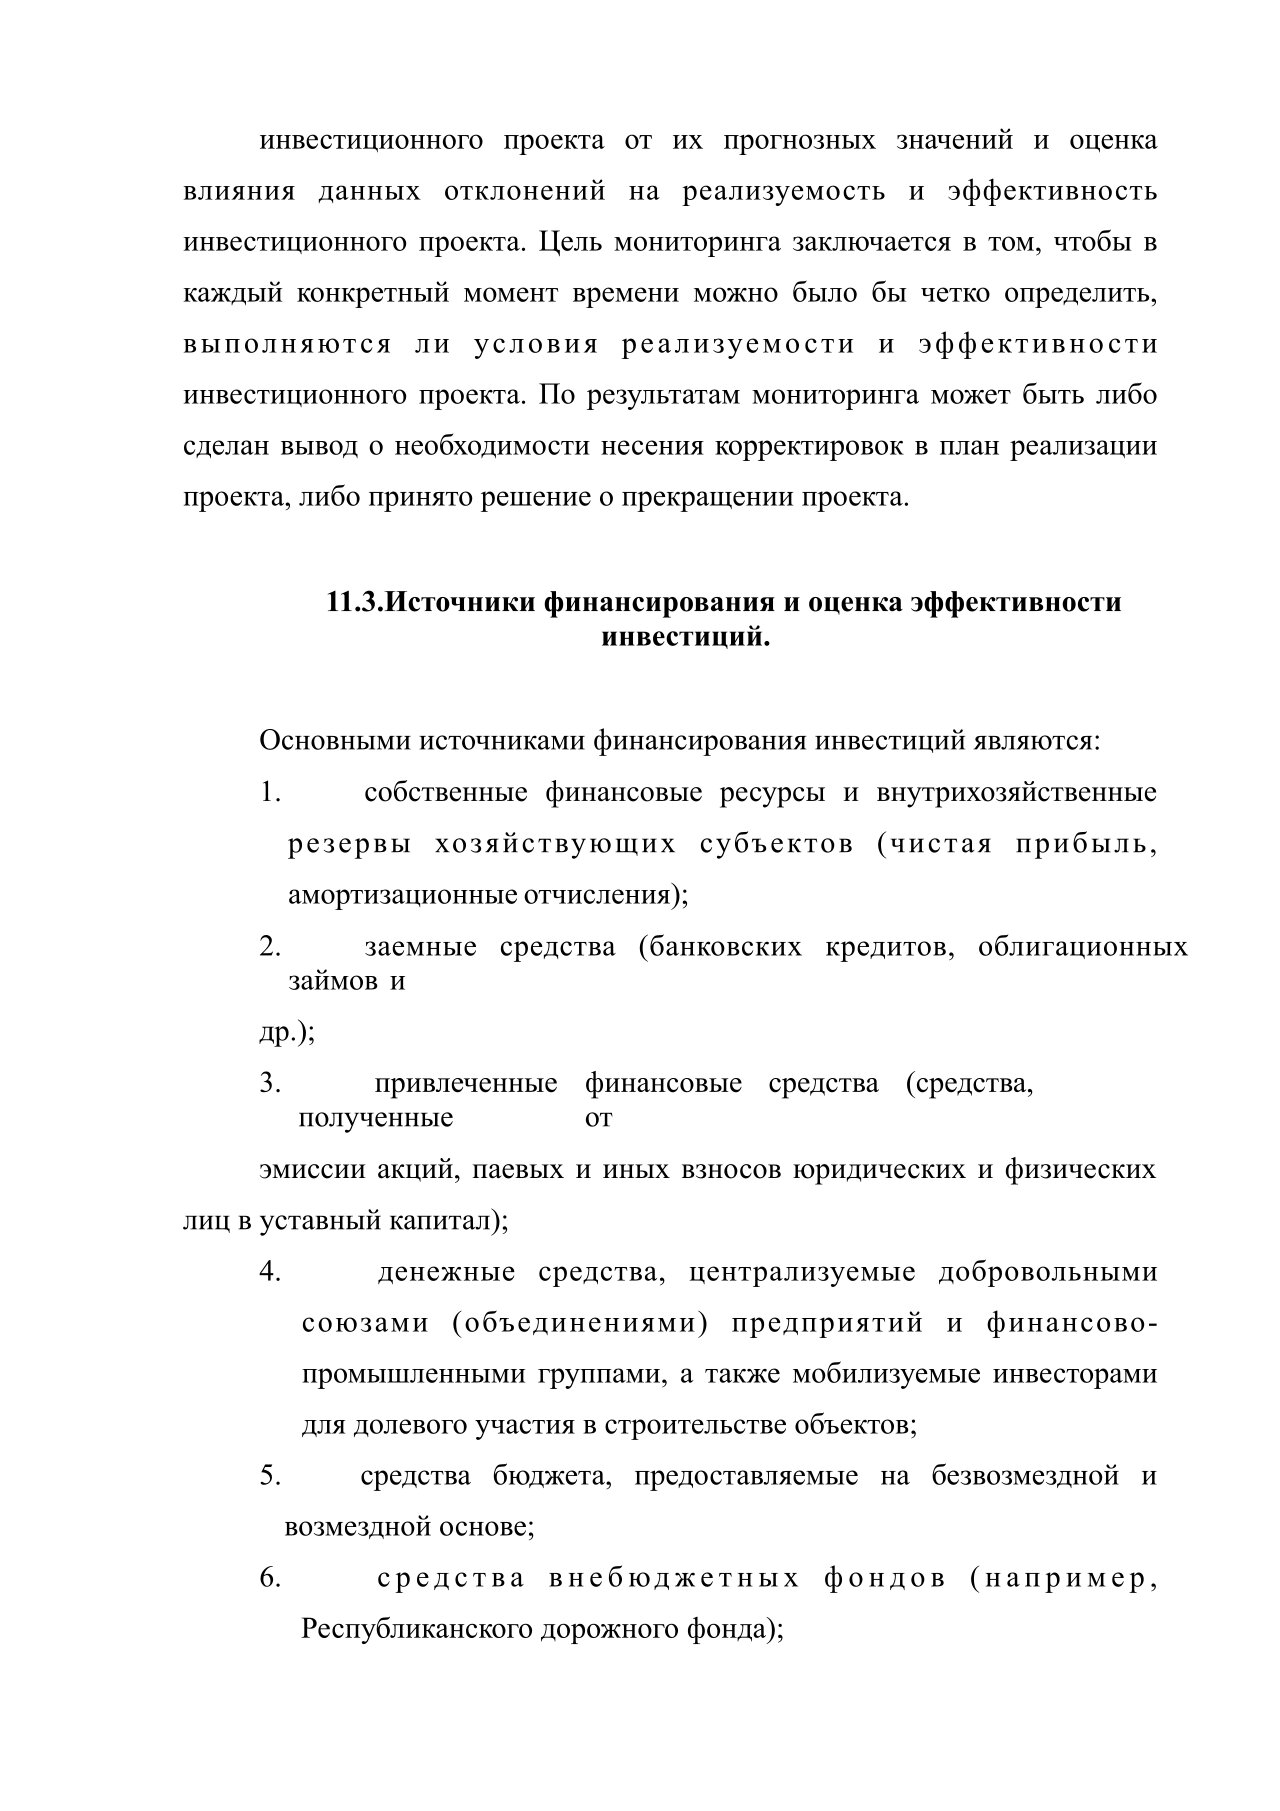 инвестиционного проекта от их прогнозных значений и оценка
влияния данных отклонений на реализуемость и эффективность
инвестиционного проекта. Цель мониторинга заключается в том, чтобы в
каждый конкретный момент времени можно было бы четко определить,
выполняются ли условия реализуемости и эффективности
инвестиционного проекта. По результатам мониторинга может быть либо
сделан вывод о необходимости несения корректировок в план реализации
проекта, либо принято решение о прекращении проекта.
11.3.Источники финансирования и оценка эффективности
инвестиций.
Основными источниками финансирования инвестиций являются:
1. собственные финансовые ресурсы и внутрихозяйственные
резервы хозяйствующих субъектов (чистая прибыль,
амортизационные отчисления);
2. заемные средства (банковских кредитов, облигационных
займов и
др.);
3. привлеченные финансовые средства (средства,
полученные от
эмиссии акций, паевых и иных взносов юридических и физических
лиц в уставный капитал);
4. денежные средства, централизуемые добровольными
союзами (объединениями) предприятий и финансово-
промышленными группами, а также мобилизуемые инвесторами
для долевого участия в строительстве объектов;
5. средства бюджета, предоставляемые на безвозмездной и
возмездной основе;
6. средства внебюджетных фондов (например,
Республиканского дорожного фонда);